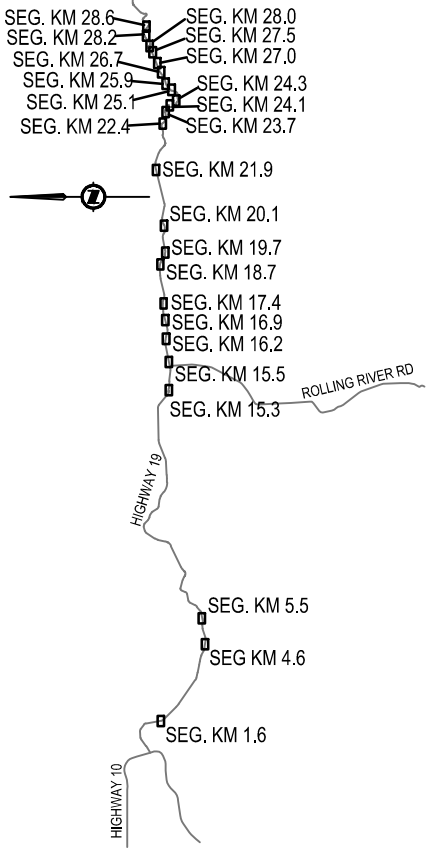 SEG. KM 28.6
SEG. KM 28.0
SEG. KM 28.2
SEG. KM 27.5
SEG. KM 26.7
SEG. KM 27.0
SEG. KM 25.9
SEG. KM 24.3
SEG. KM 25.1
SEG. KM 24.1
SEG. KM 22.4
SEG. KM 23.7
SEG. KM 21.9
SEG. KM 20.1
SEG. KM 19.7
SEG. KM 18.7
SEG. KM 17.4
SEG. KM 16.9
SEG. KM 16.2
SEG. KM 15.5
ROLLING RIVER RD
SEG. KM 15.3
HIGHWAY 19
SEG. KM 5.5
SEG KM 4.6
SEG. KM 1.6
HIGHWAY 10
N